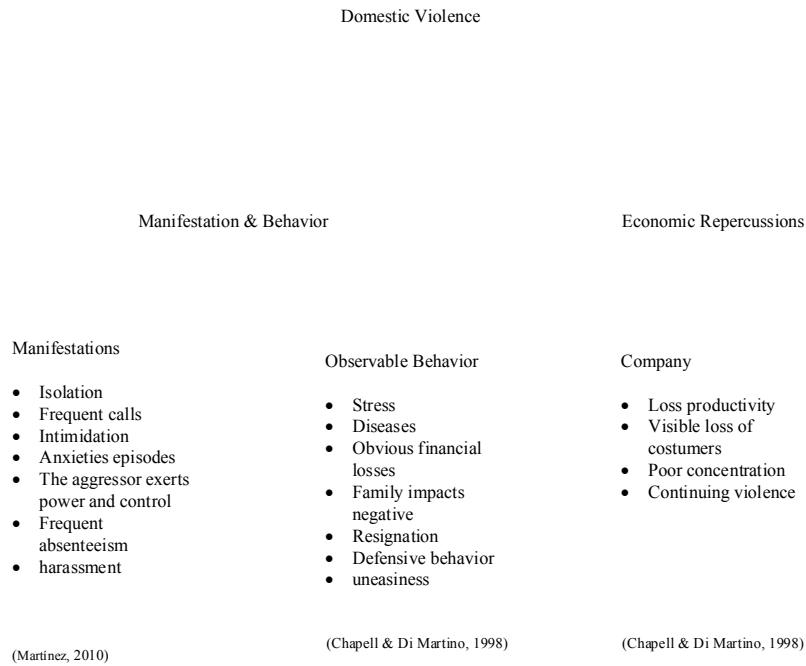 Domestic Violence
Manifestation & Behavior
Economic Repercussions
Manifestations
• Isolation
• Frequent calls
• Intimidation
• Anxieties episodes
• The aggressor exerts
power and control
• Frequent
absenteeism
• harassment
(Martínez, 2010)
Observable Behavior
• Stress
• Diseases
• Obvious financial
losses
• Family impacts
negative
• Resignation
• Defensive behavior
• uneasiness
(Chapell & Di Martino, 1998)
Company
• Loss productivity
• Visible loss of
costumers
• Poor concentration
• Continuing violence
(Chapell & Di Martino, 1998)